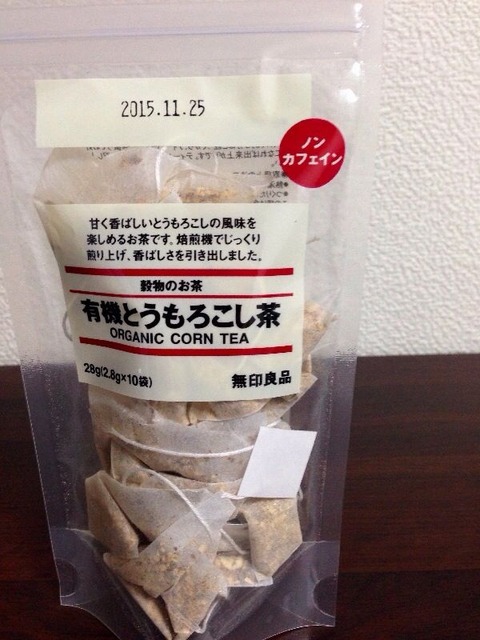 2015.11.25
ノン
カフェイン
甘く香ばしいとうもろこしの風味を
楽しめるお茶です。焙煎機でじっくり
煎り上げ、香ばしさを引き出しました。
穀物のお茶
有機とうもろこし茶
ORGANIC CORN TEA
28g(2.8g×10袋)
無印良品